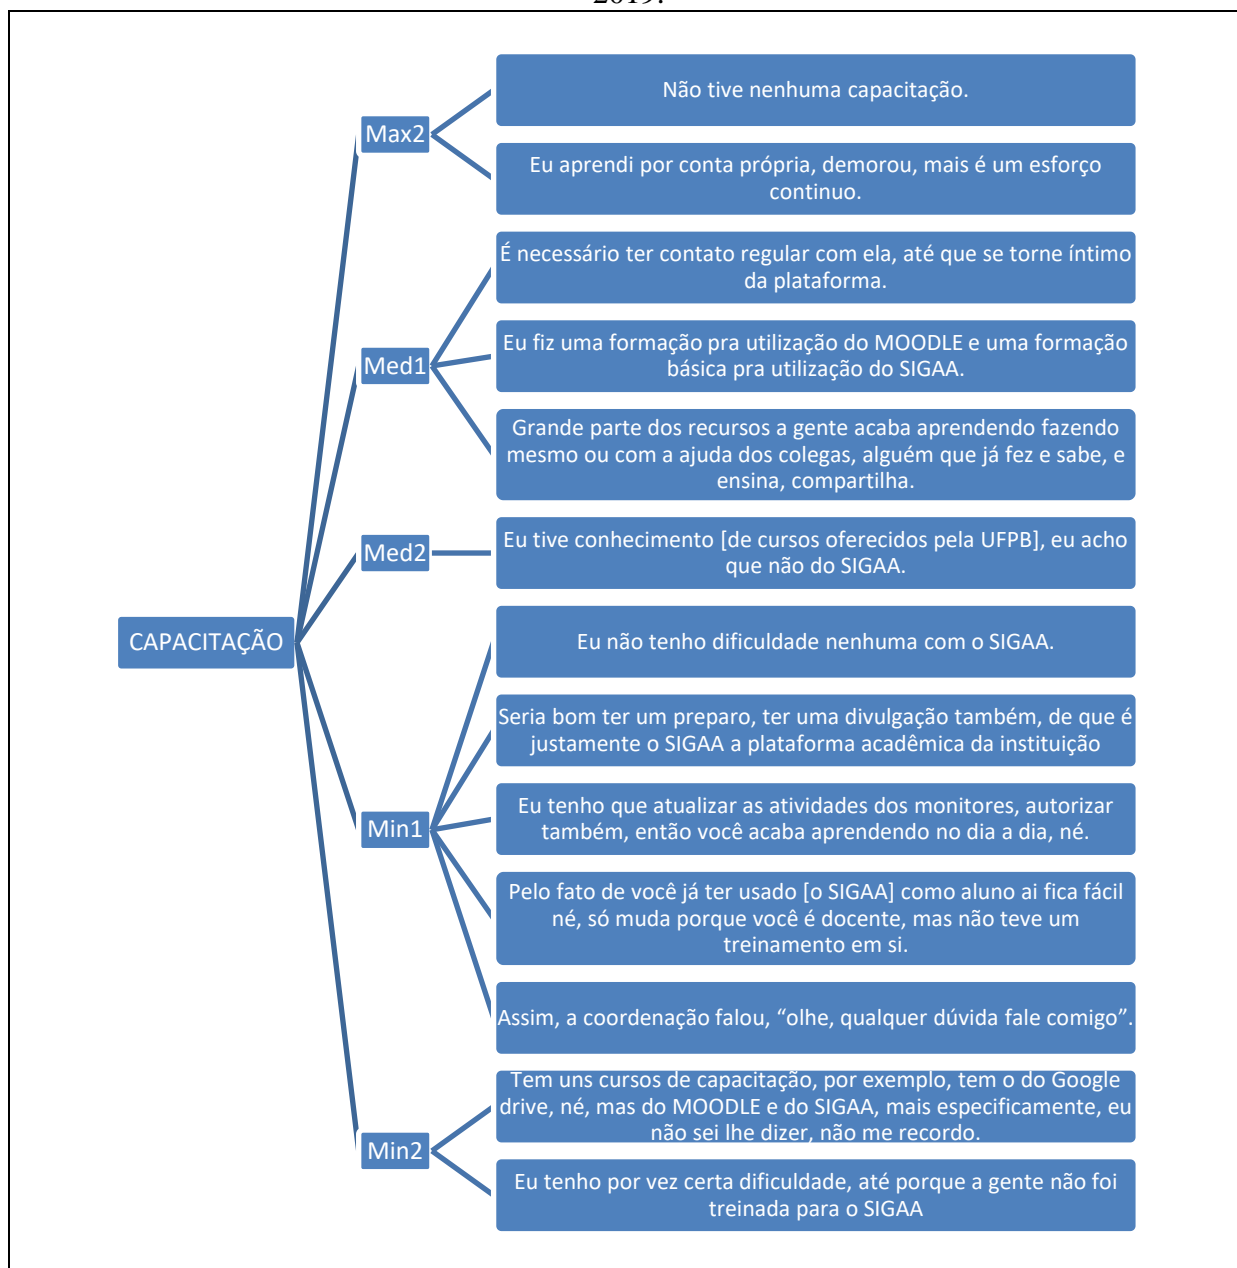 2019.
CAPACITAÇÃO
Max2
Não tive nenhuma capacitação.
Eu aprendi por conta própria, demorou, mais é um esforço
continuo.
Med1
É necessário ter contato regular com ela, até que se torne íntimo
da plataforma.
Eu fiz uma formação pra utilização do MOODLE e uma formação
básica pra utilização do SIGAA.
Grande parte dos recursos a gente acaba aprendendo fazendo
mesmo ou com a ajuda dos colegas, alguém que já fez e sabe, e
ensina, compartilha.
Med2
Eu tive conhecimento [de cursos oferecidos pela UFPB], eu acho
que não do SIGAA.
Min1
Eu não tenho dificuldade nenhuma com o SIGAA.
Seria bom ter um preparo, ter uma divulgação também, de que é
justamente o SIGAA a plataforma acadêmica da instituição
Eu tenho que atualizar as atividades dos monitores, autorizar
também, então você acaba aprendendo no dia a dia, né.
Pelo fato de você já ter usado [o SIGAA] como aluno ai fica fácil
né, só muda porque você é docente, mas não teve um
treinamento em si.
Assim, a coordenação falou, “olhe, qualquer dúvida fale comigo”.
Min2
Tem uns cursos de capacitação, por exemplo, tem o do Google
drive, né, mas do MOODLE e do SIGAA, mais especificamente, eu
não sei lhe dizer, não me recordo.
Eu tenho por vez certa dificuldade, até porque a gente não foi
treinada para o SIGAA